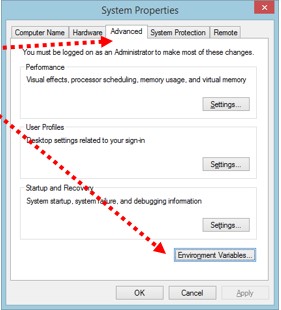 System Properties
Computer Name Hardware Advanced System Protection Remote
You must be logged on as an Administrator to make most of these changes.
Performance
Visual effects, processor scheduling, memory usage, and virtual memory
Settings...
User Profiles
Desktop settings related to your sign-in
Settings...
Startup and Recovery
System startup, system failure, and debugging information
Settings...
Environment Variables...
OK Cancel Apply